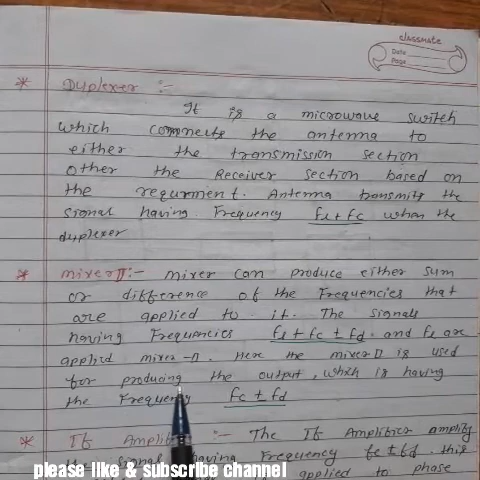 classmate
Date
Page
* Duplexer :-
It is a microwave switch
which connects the antenna to
either the transmission section
other the Receiver section based on
the requrment. Antenna transmits the
signal having Frequency fl + fc when the
duplexer
* mixer II :- mixer can produce either sum
or difference of the Frequencies that
are applied to it. The signals
having Frequencies fl + fc ± fd and fl are
applied mixer-II. Here the mixer II is used
for producing the output, which is having
the Frequency fc ± fd
* If Amplifier :- The If Amplifier amplify
the signal having Frequency fc ± fd. this
applied to phase
please like & subscribe channel